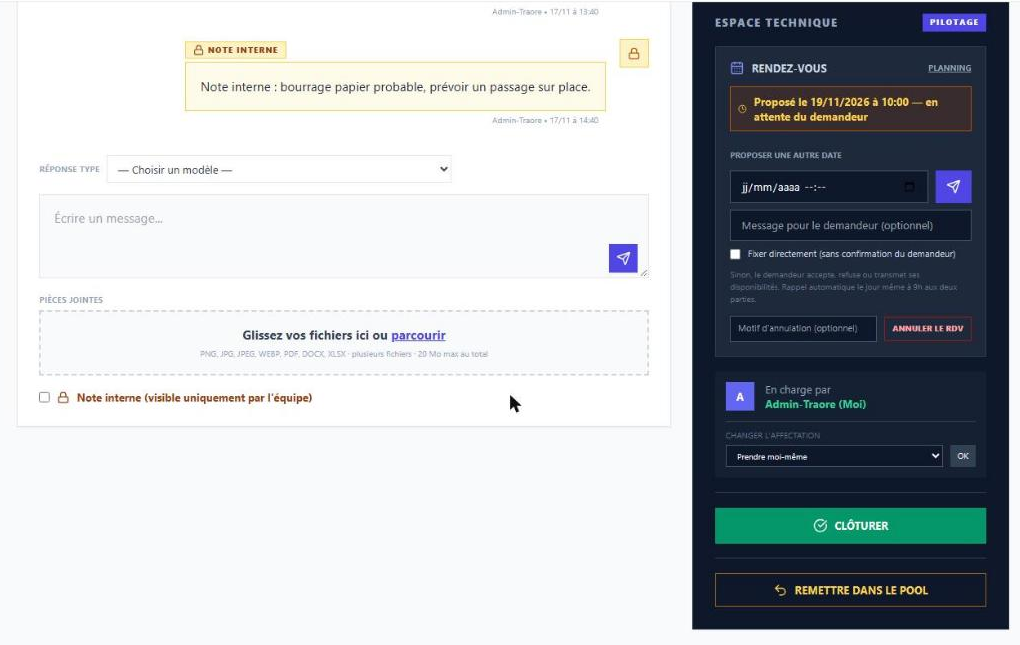 Admin-Traore • 17/11 à 13:40
NOTE INTERNE
Note interne : bourrage papier probable, prévoir un passage sur place.
Admin-Traore • 17/11 à 14:40
RÉPONSE TYPE
— Choisir un modèle —
Écrire un message...
PIÈCES JOINTES
Glissez vos fichiers ici ou parcourir
PNG, JPG, JPEG, WEBP, PDF, DOCX, XLSX · plusieurs fichiers · 20 Mo max au total
Note interne (visible uniquement par l'équipe)
ESPACE TECHNIQUE
PILOTAGE
RENDEZ-VOUS
PLANNING
Proposé le 19/11/2026 à 10:00 — en
attente du demandeur
PROPOSER UNE AUTRE DATE
jj/mm/aaaa --:--
Message pour le demandeur (optionnel)
Fixer directement (sans confirmation du demandeur)
Sinon, le demandeur accepte, refuse ou transmet ses
disponibilités. Rappel automatique le jour même à 9h aux deux
parties.
Motif d'annulation (optionnel)
ANNULER LE RDV
A
En charge par
Admin-Traore (Moi)
CHANGER L'AFFECTATION
Prendre moi-même
OK
CLÔTURER
REMETTRE DANS LE POOL